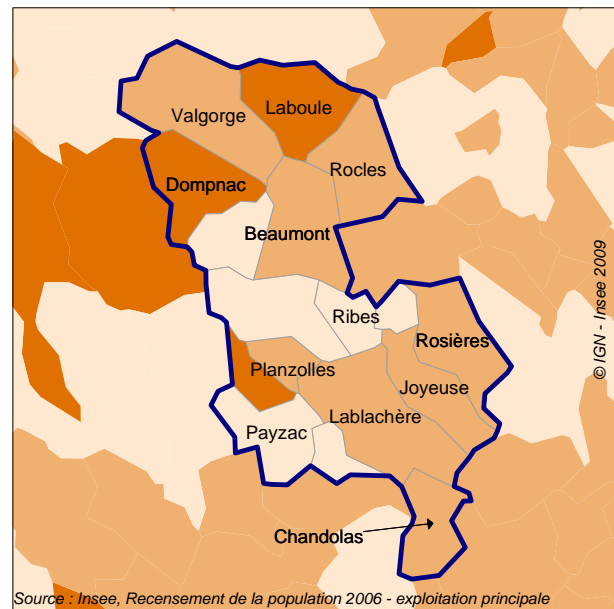 Valgorge
Laboule
Rocles
Dompnac
Beaumont
Ribes
Rosières
Planzolles
Joyeuse
Lablachère
Payzac
Chandolas
© IGN - Insee 2009
Source : Insee, Recensement de la population 2006 - exploitation principale